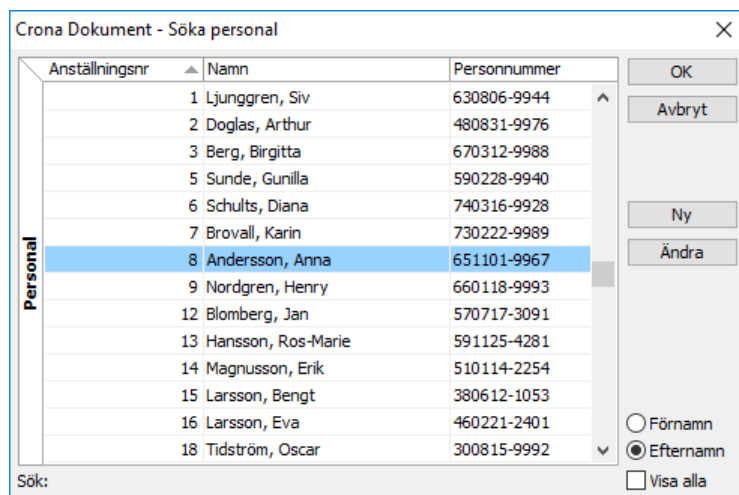 Crona Dokument - Söka personal
Anställningsnr Namn Personnummer
1 Ljunggren, Siv 630806-9944
2 Doglas, Arthur 480831-9976
3 Berg, Birgitta 670312-9988
5 Sunde, Gunilla 590228-9940
6 Schults, Diana 740316-9928
7 Brovall, Karin 730222-9989
8 Andersson, Anna 651101-9967
9 Nordgren, Henry 660118-9993
12 Blomberg, Jan 570717-3091
13 Hansson, Ros-Marie 591125-4281
14 Magnusson, Erik 510114-2254
15 Larsson, Bengt 380612-1053
16 Larsson, Eva 460221-2401
18 Tidström, Oscar 300815-9992
Personal
OK
Avbryt
Ny
Ändra
Förnamn
Efternamn
Visa alla
Sök: